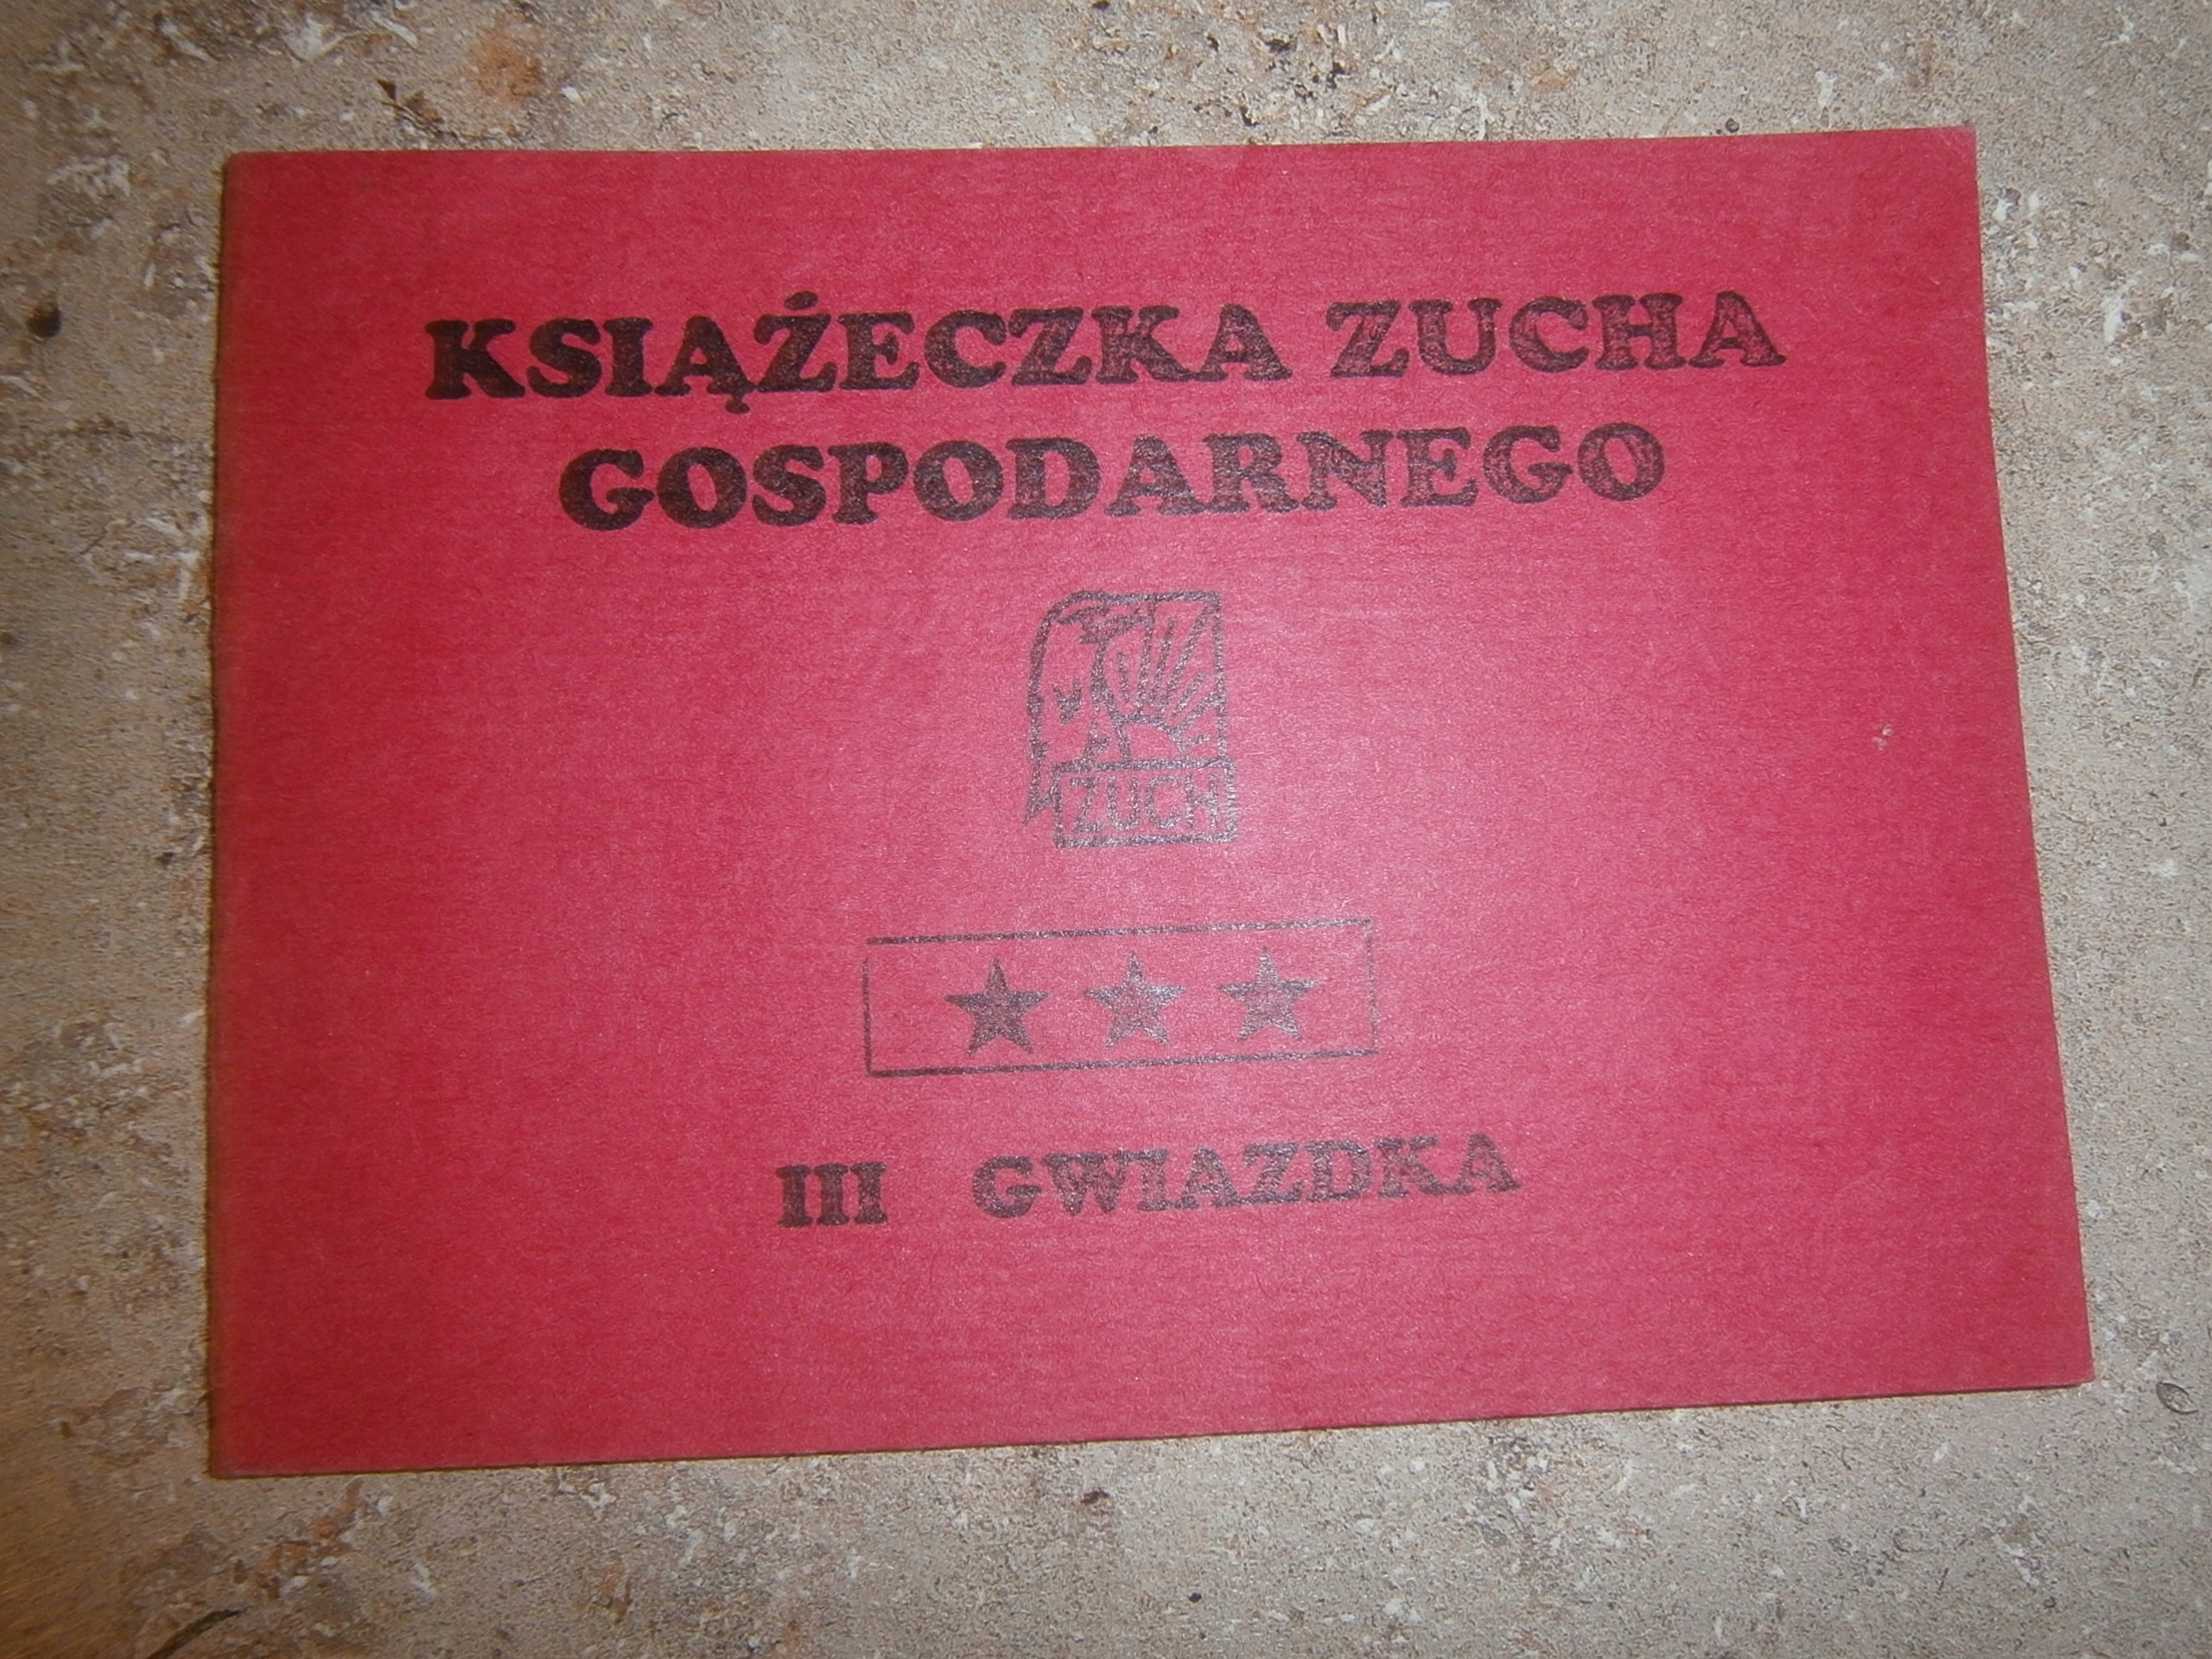 KSIĄŻECZKA ZUCHA
GOSPODARNEGO
ZUCH
III GWIAZDKA